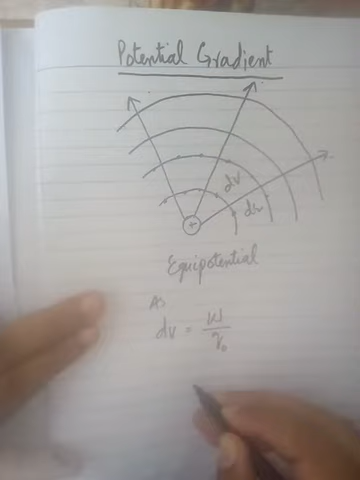 Potential Gradient
dv
dr
+
Equipotential
As
dv = W/q₀